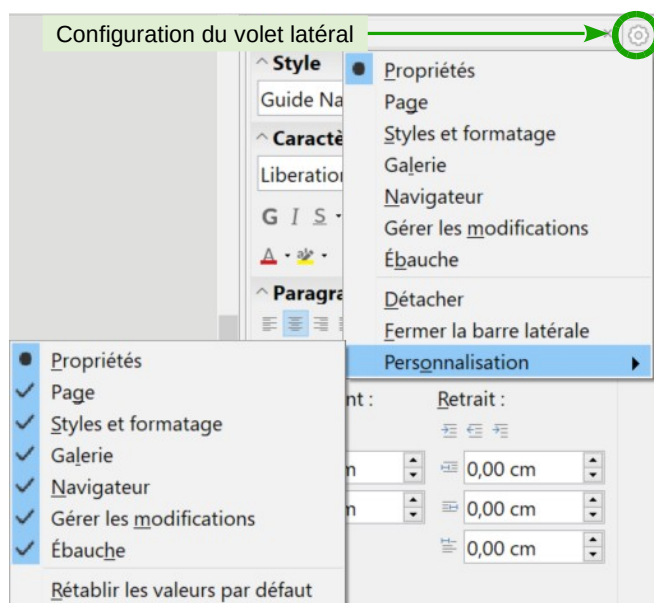 Configuration du volet latéral
Style
Guide Na
Caractè
Liberation
G I S
A
Paragra
Propriétés
Page
Styles et formatage
Galerie
Navigateur
Gérer les modifications
Ébauche
Détacher
Fermer la barre latérale
Personnalisation
nt :
Retrait :
m
0,00 cm
m
0,00 cm
0,00 cm
Propriétés
Page
Styles et formatage
Galerie
Navigateur
Gérer les modifications
Ébauche
Rétablir les valeurs par défaut